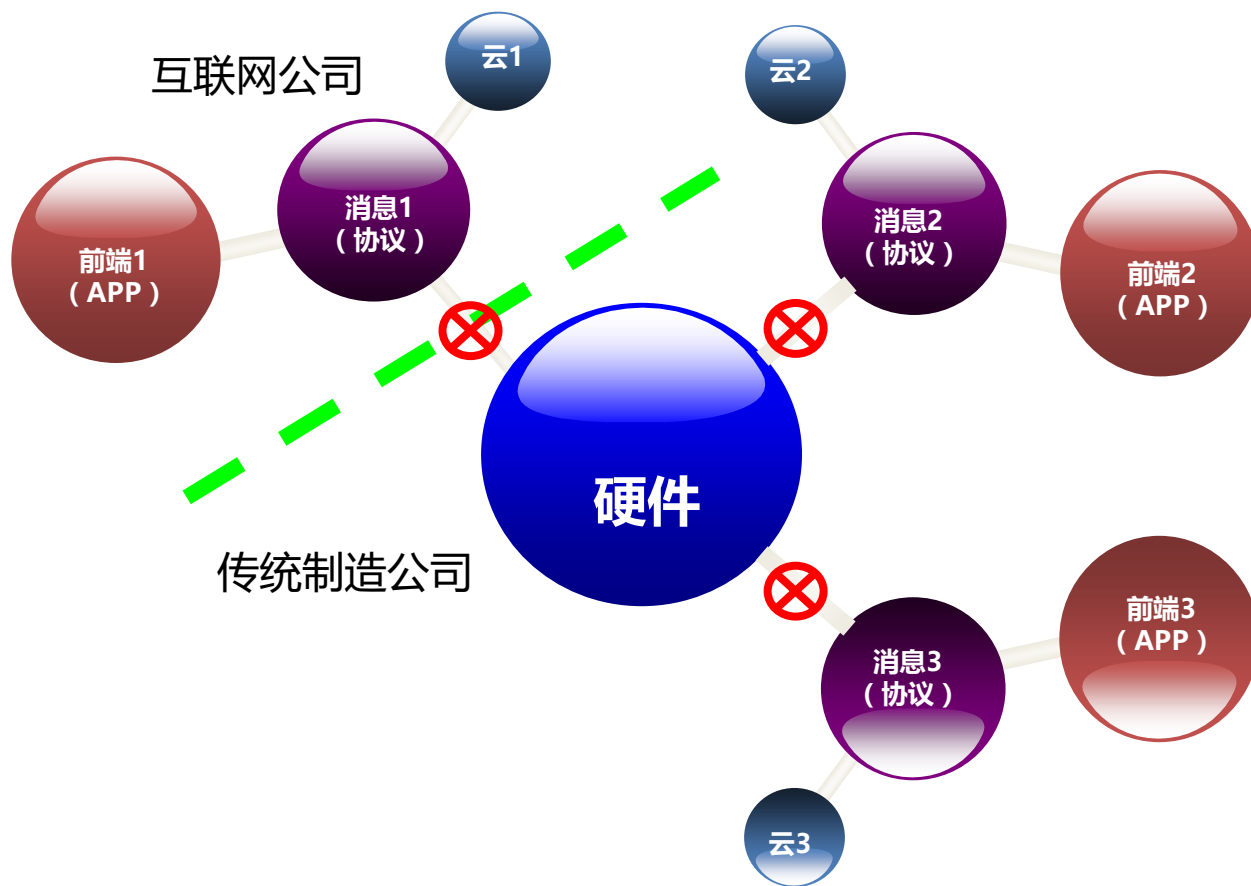 互联网公司
云1
云2
消息1
（协议）
消息2
（协议）
前端1
（APP）
前端2
（APP）
硬件
传统制造公司
前端3
（APP）
消息3
（协议）
云3